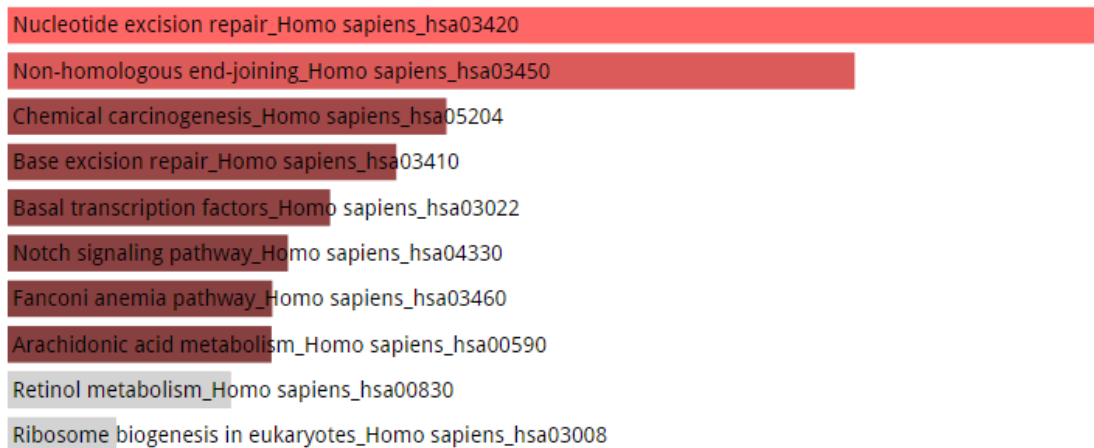 Nucleotide excision repair_Homo sapiens_hsa03420
Non-homologous end-joining_Homo sapiens_hsa03450
Chemical carcinogenesis_Homo sapiens_hsa05204
Base excision repair_Homo sapiens_hsa03410
Basal transcription factors_Homo sapiens_hsa03022
Notch signaling pathway_Homo sapiens_hsa04330
Fanconi anemia pathway_Homo sapiens_hsa03460
Arachidonic acid metabolism_Homo sapiens_hsa00590
Retinol metabolism_Homo sapiens_hsa00830
Ribosome biogenesis in eukaryotes_Homo sapiens_hsa03008